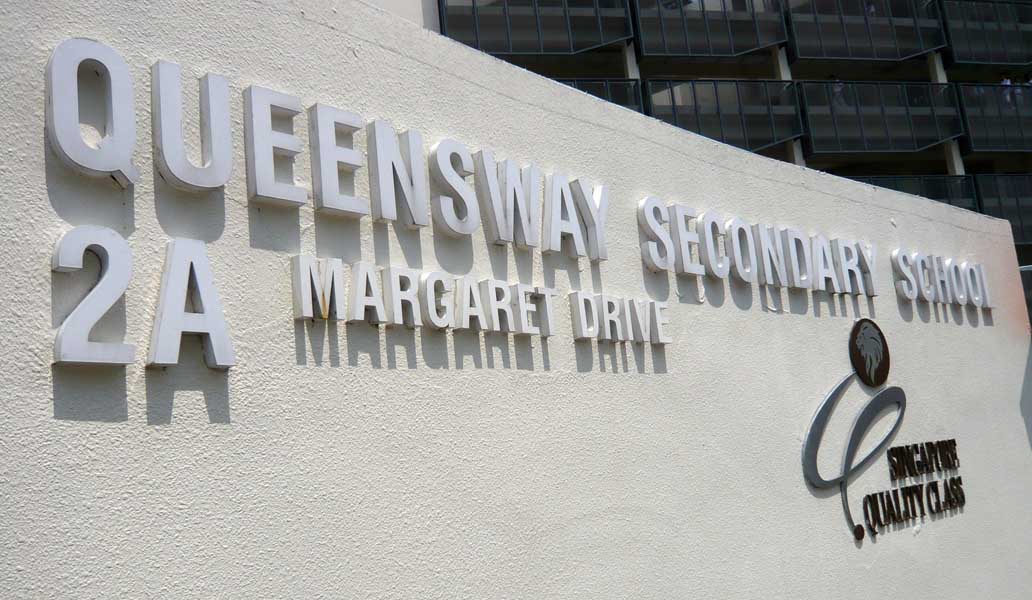 QUEENSWAY SECONDARY SCHOOL
2A MARGARET DRIVE
SINGAPORE
QUALITY CLASS